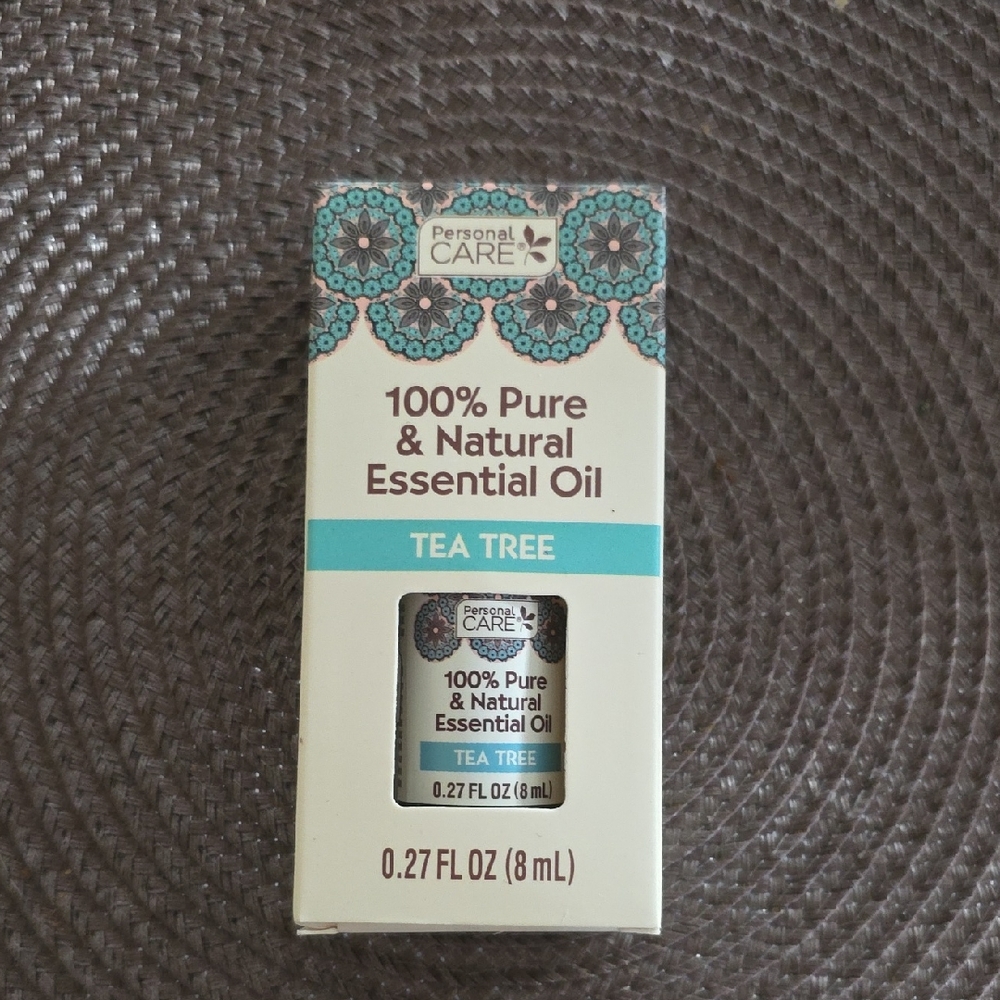 Personal
CARE®
100% Pure
& Natural
Essential Oil
TEA TREE
Personal
CARE®
100% Pure
& Natural
Essential Oil
TEA TREE
0.27 FL OZ (8 mL)
0.27 FL OZ (8 mL)